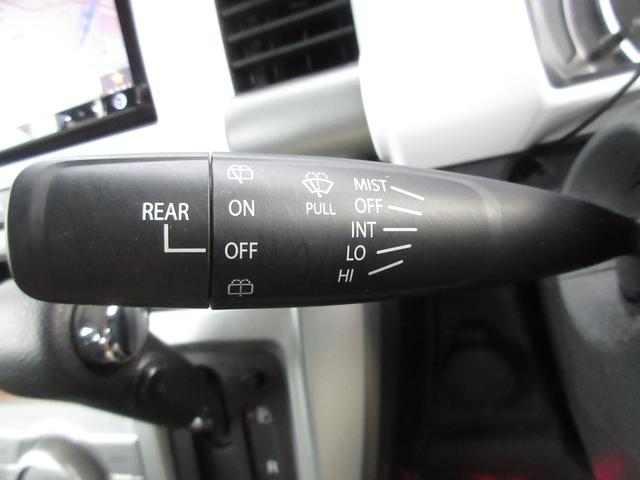 REAR
ON
OFF
PULL
MIST
OFF
INT
LO
HI
R